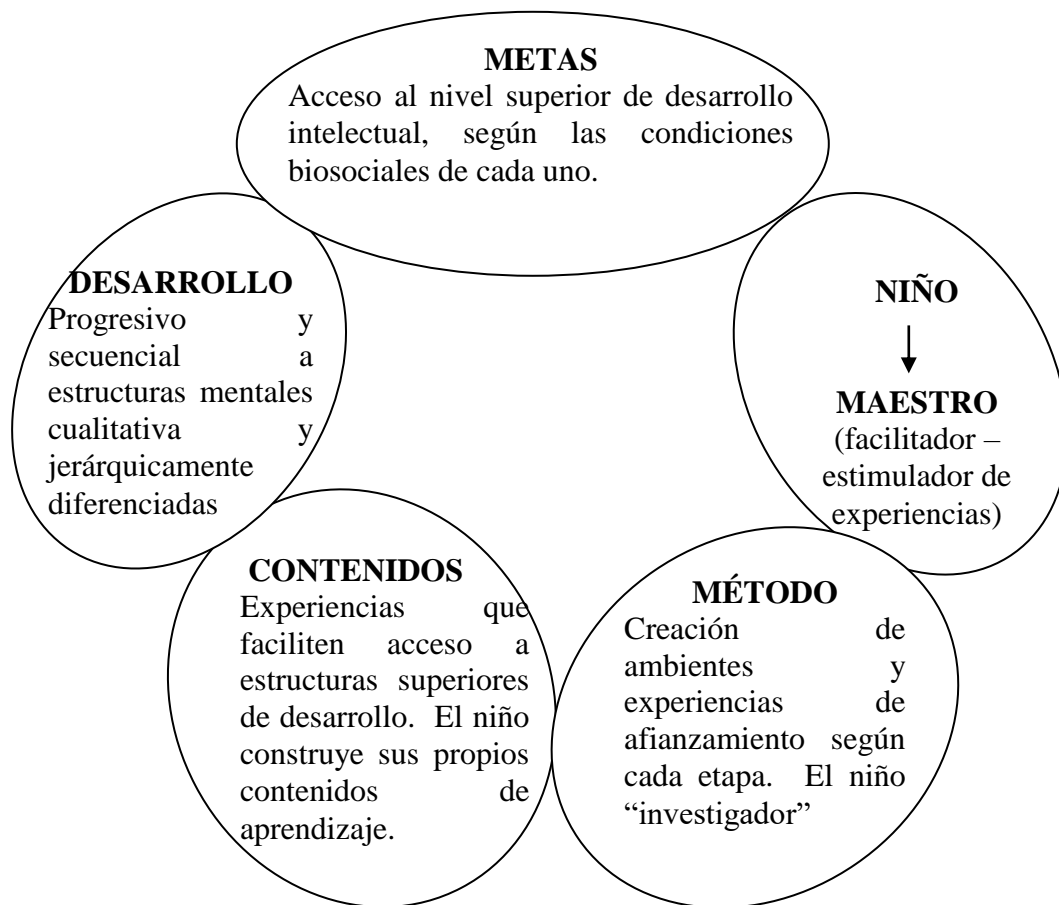 METAS
Acceso al nivel superior de desarrollo
intelectual, según las condiciones
biosociales de cada uno.
DESARROLLO
Progresivo y
secuencial a
estructuras mentales
cualitativa y
jerárquicamente
diferenciadas
NIÑO
MAESTRO
(facilitador –
estimulador de
experiencias)
CONTENIDOS
Experiencias que
faciliten acceso a
estructuras superiores
de desarrollo. El niño
construye sus propios
contenidos de
aprendizaje.
MÉTODO
Creación de
ambientes y
experiencias de
afianzamiento según
cada etapa. El niño
“investigador”